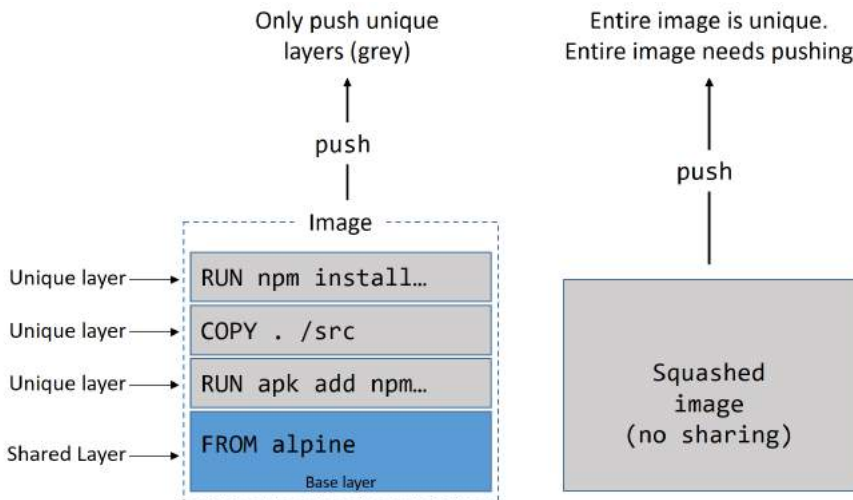 Only push unique
layers (grey)
push
Image
Unique layer
RUN npm install…
Unique layer
COPY . /src
Unique layer
RUN apk add npm…
Shared Layer
FROM alpine
Base layer
Entire image is unique.
Entire image needs pushing
push
Squashed
image
(no sharing)